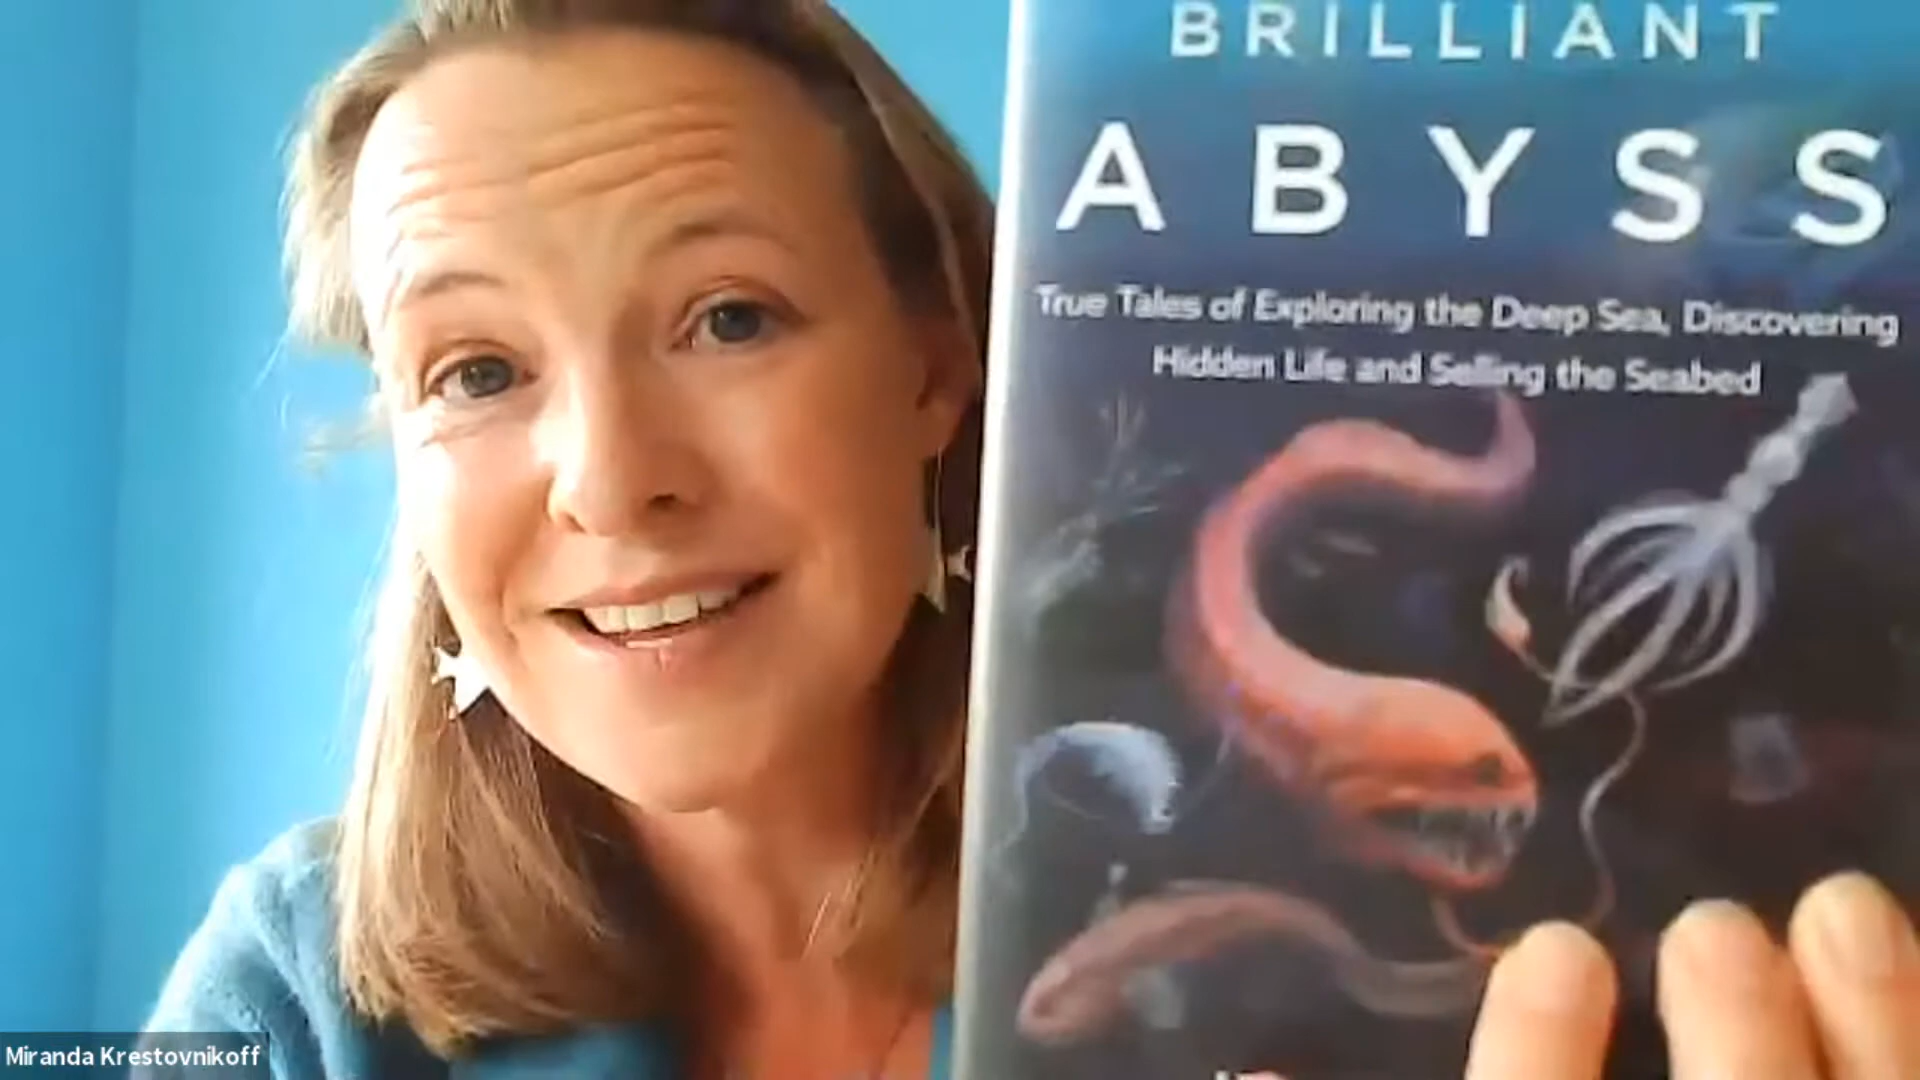 BRILLIANT
ABYSS
True Tales of Exploring the Deep Sea, Discovering
Hidden Life and Selling the Seabed
Miranda Krestovnikoff